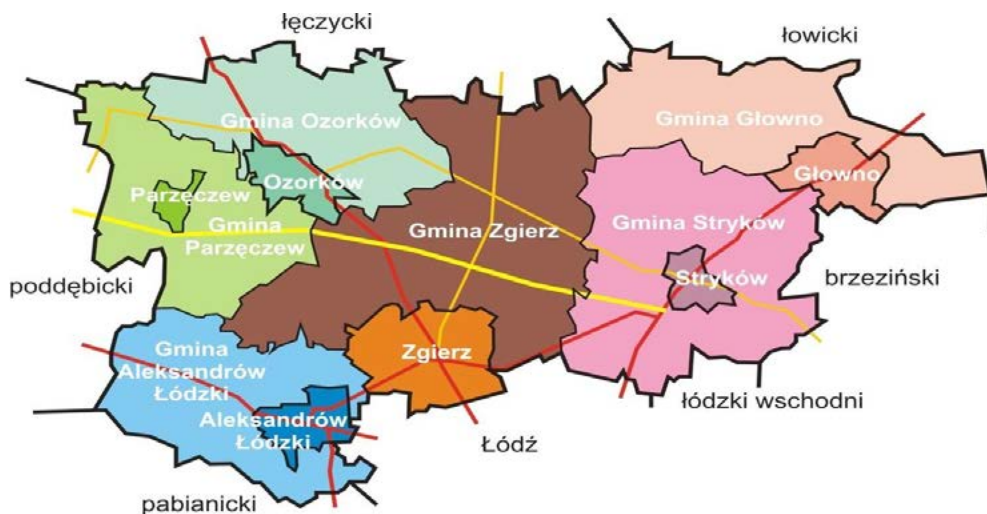 łęczycki
łowicki
Gmina Ozorków
Gmina Głowno
Parzęczew
Ozorków
Głowno
Gmina
Parzęczew
Gmina Zgierz
Gmina Stryków
poddębicki
Stryków
brzeziński
Gmina
Aleksandrów
Łódzki
Zgierz
Aleksandrów
Łódzki
łódzki wschodni
Łódź
pabianicki